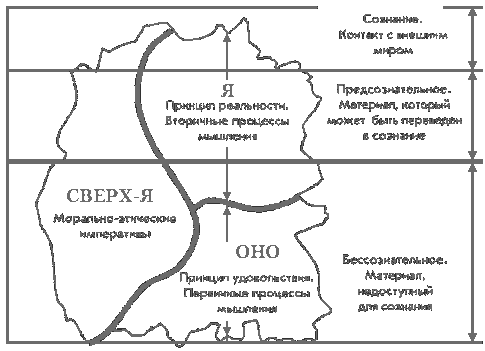 Сознание.
Контакт с внешним
миром
Я
Принцип реальности.
Вторичные процессы
мышления
Предсознательное.
Материал, который
может быть переведен
в сознание
СВЕРХ-Я
Морально-этические
императивы
ОНО
Принцип удовольствия.
Первичные процессы
мышления
Бессознательное.
Материал,
недоступный
для сознания